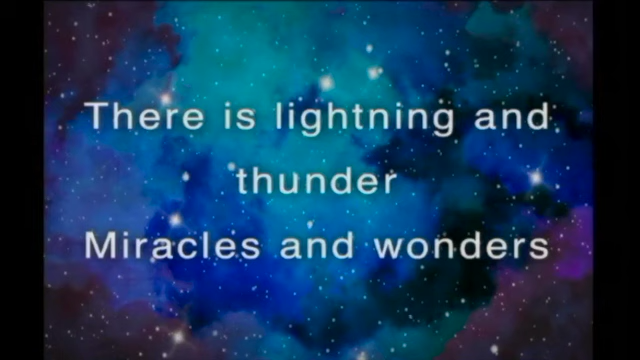 There is lightning and
thunder
Miracles and wonders